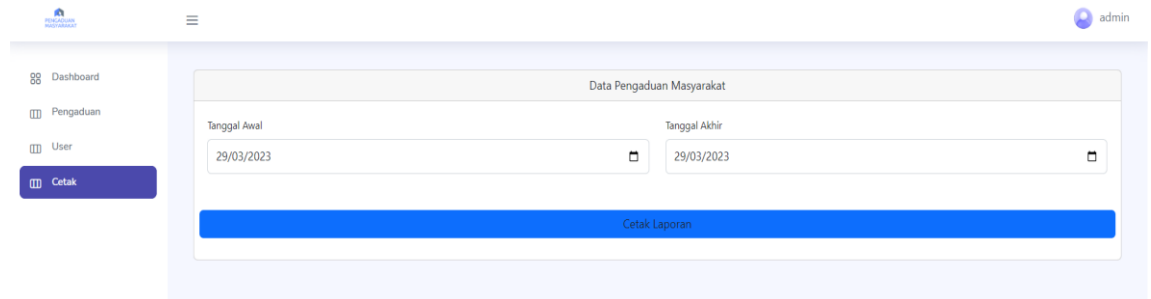 PENGADUAN
MASYARAKAT
admin
Dashboard
Pengaduan
User
Cetak
Data Pengaduan Masyarakat
Tanggal Awal
Tanggal Akhir
29/03/2023
29/03/2023
Cetak Laporan